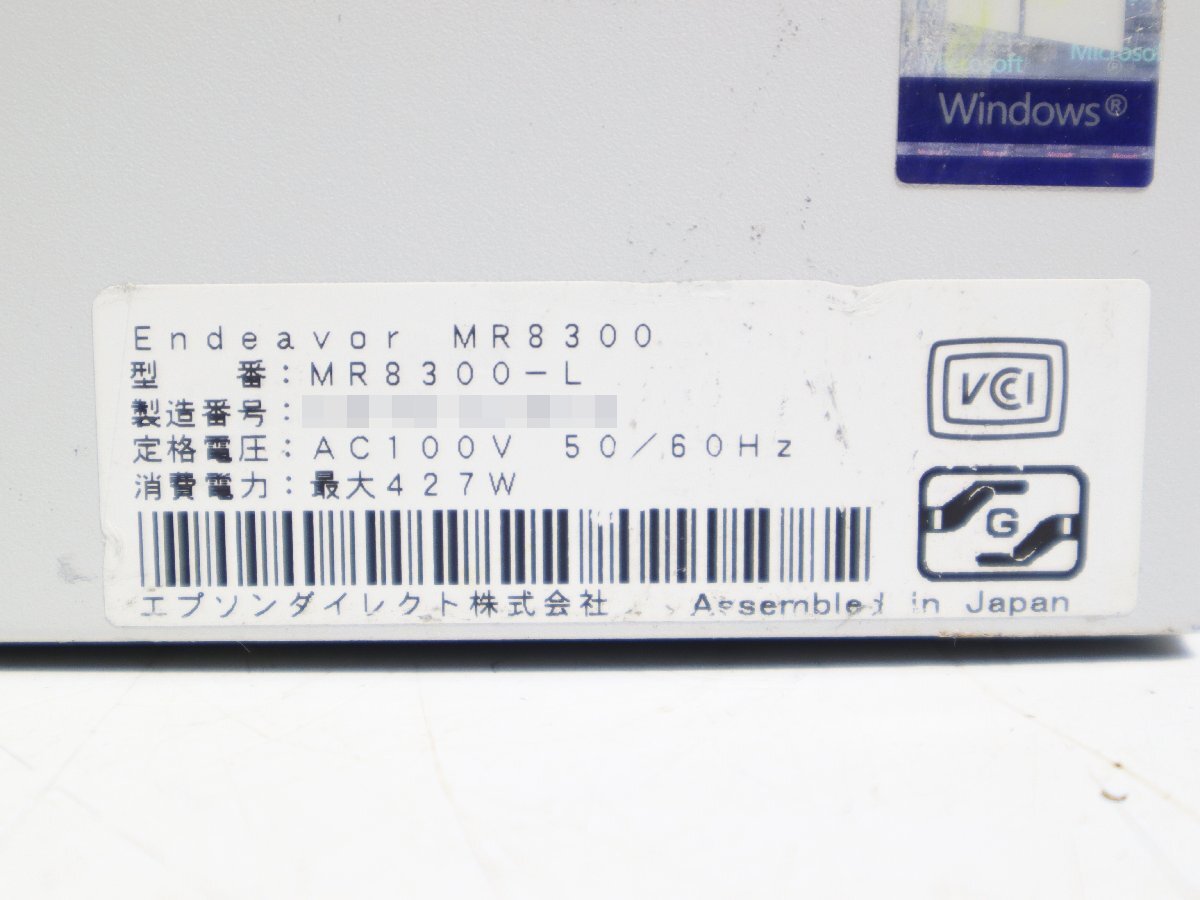 Microsoft Microsoft
Windows®
Endeavor MR8300
型 番：MR8300-L
製造番号：
定格電圧：AC100V 50/60Hz
消費電力：最大427W
VCCI
G
エプソンダイレクト株式会社 Assembled in Japan